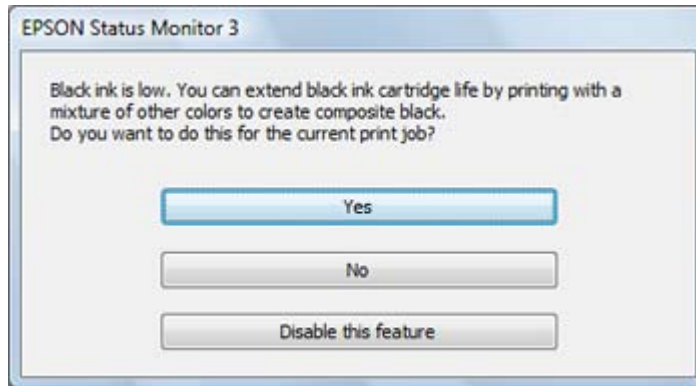 EPSON Status Monitor 3
Black ink is low. You can extend black ink cartridge life by printing with a
mixture of other colors to create composite black.
Do you want to do this for the current print job?
Yes
No
Disable this feature